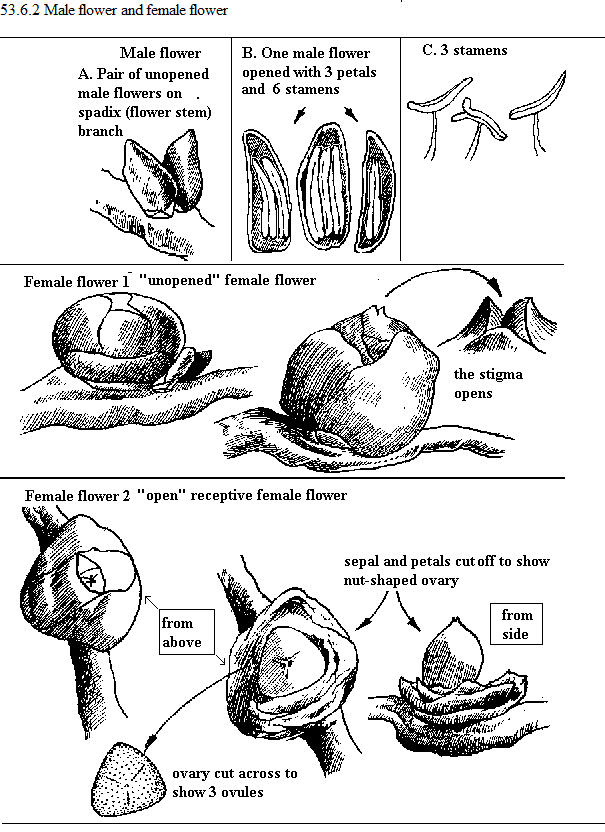 53.6.2 Male flower and female flower
Male flower
A. Pair of unopened
male flowers on
spadix (flower stem)
branch
B. One male flower
opened with 3 petals
and 6 stamens
C. 3 stamens
Female flower 1 "unopened" female flower
the stigma
opens
Female flower 2 "open" receptive female flower
sepal and petals cut off to show
nut-shaped ovary
from
above
from
side
ovary cut across to
show 3 ovules